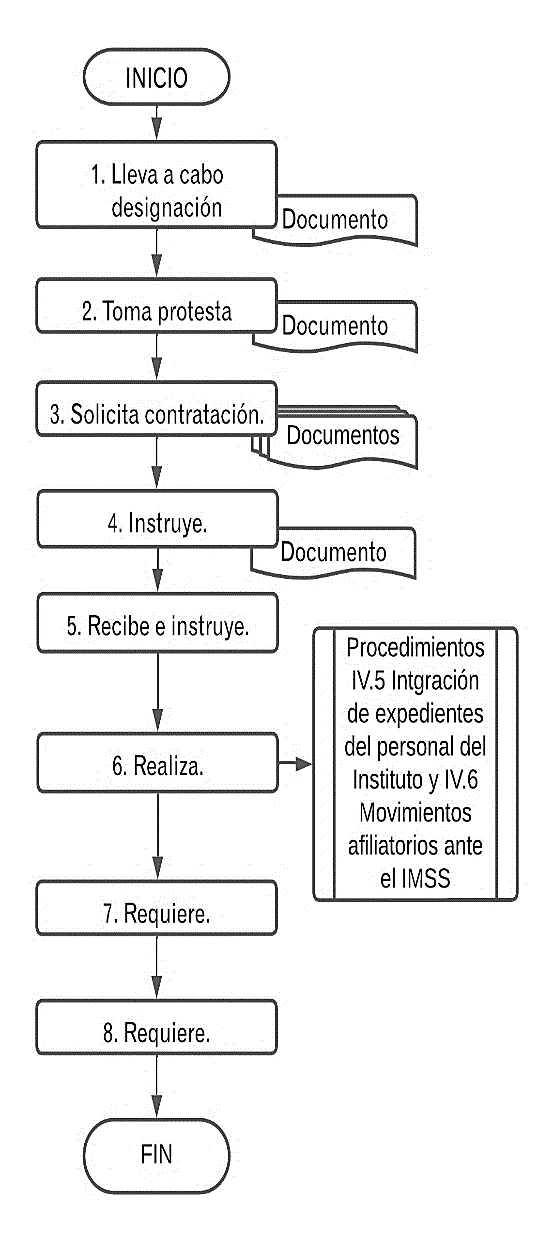 INICIO
1. Lleva a cabo
designación
Documento
2. Toma protesta
Documento
3. Solicita contratación.
Documentos
4. Instruye.
Documento
5. Recibe e instruye.
6. Realiza.
Procedimientos
IV.5 Intgración
de expedientes
del personal del
Instituto y IV.6
Movimientos
afiliatorios ante
el IMSS
7. Requiere.
8. Requiere.
FIN